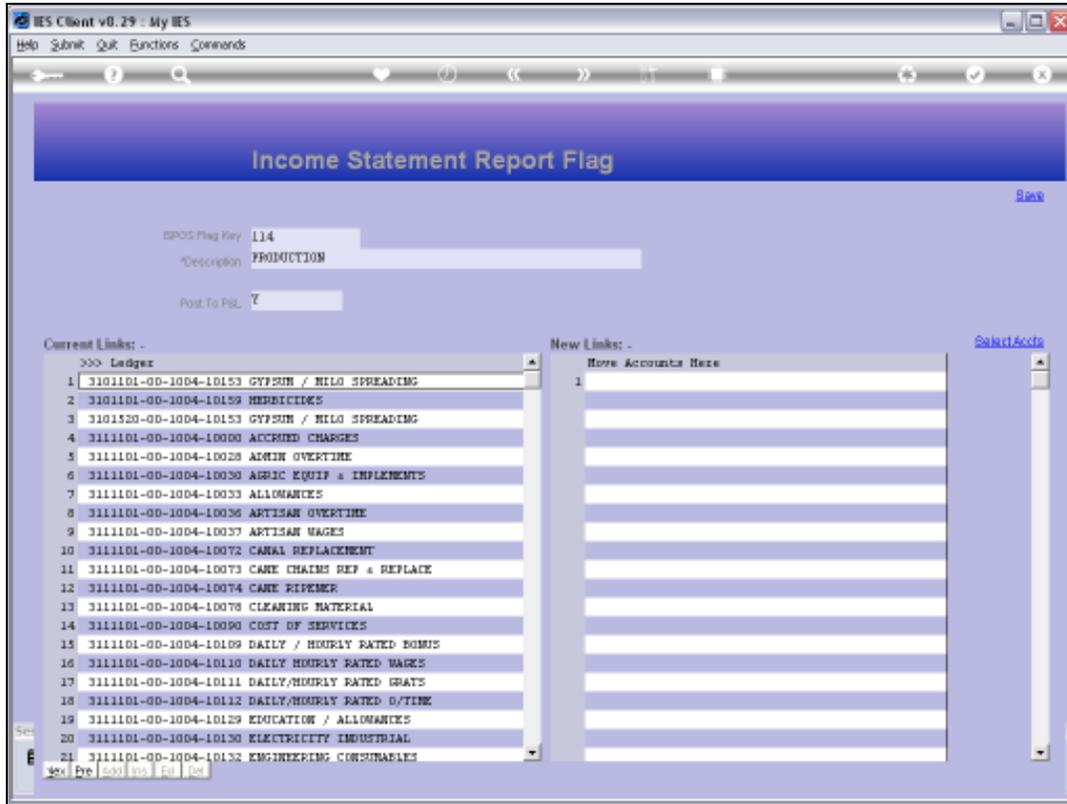 IES Client v8.29 : My IES
Help Submit Quit Functions Commands
Income Statement Report Flag
Save
ISPOS Flag Key 114
*Description PRODUCTION
Post To P&L Y
Current Links: -
New Links: -
Select Accts
>>> Ledger
Move Accounts Here
1 3101101-00-1004-10153 GYPSUM / MILO SPREADING
1
2 3101101-00-1004-10159 HERBICIDES
3 3101520-00-1004-10153 GYPSUM / MILO SPREADING
4 3111101-00-1004-10000 ACCRUED CHARGES
5 3111101-00-1004-10028 ADMIN OVERTIME
6 3111101-00-1004-10030 AGRIC EQUIP & IMPLEMENTS
7 3111101-00-1004-10033 ALLOWANCES
8 3111101-00-1004-10036 ARTISAN OVERTIME
9 3111101-00-1004-10037 ARTISAN WAGES
10 3111101-00-1004-10072 CANAL REPLACEMENT
11 3111101-00-1004-10073 CANE CHAINS REP & REPLACE
12 3111101-00-1004-10074 CANE RIPENER
13 3111101-00-1004-10078 CLEANING MATERIAL
14 3111101-00-1004-10090 COST OF SERVICES
15 3111101-00-1004-10109 DAILY / HOURLY RATED BONUS
16 3111101-00-1004-10110 DAILY HOURLY RATED WAGES
17 3111101-00-1004-10111 DAILY/HOURLY RATED GRATS
18 3111101-00-1004-10112 DAILY/HOURLY RATED O/TIME
19 3111101-00-1004-10129 EDUCATION / ALLOWANCES
20 3111101-00-1004-10130 ELECTRICITY INDUSTRIAL
21 3111101-00-1004-10132 ENGINEERING CONSUMABLES
Nex Pre Add Ins Ed Del